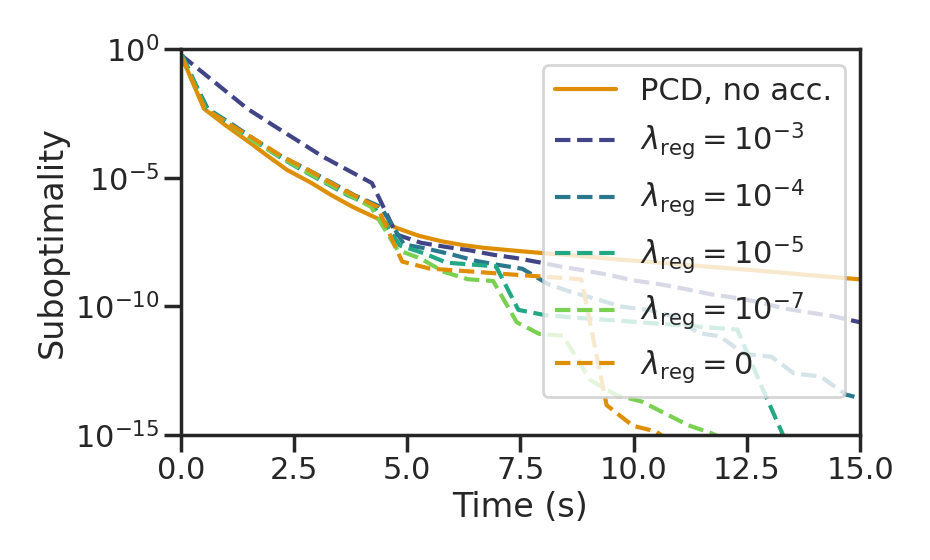 10⁰
10⁻⁵
10⁻¹⁰
10⁻¹⁵
Suboptimality
PCD, no acc.
λ_reg = 10⁻³
λ_reg = 10⁻⁴
λ_reg = 10⁻⁵
λ_reg = 10⁻⁷
λ_reg = 0
0.0 2.5 5.0 7.5 10.0 12.5 15.0
Time (s)